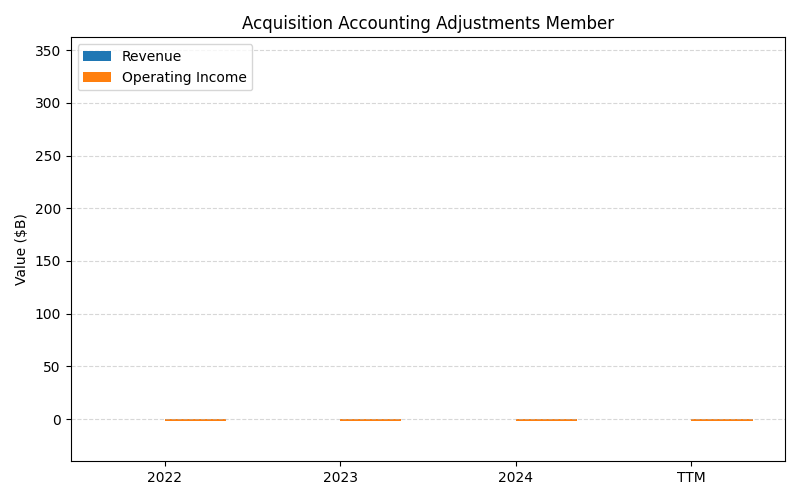 Acquisition Accounting Adjustments Member
Value ($B)
350
300
250
200
150
100
50
0
Revenue
Operating Income
2022
2023
2024
TTM